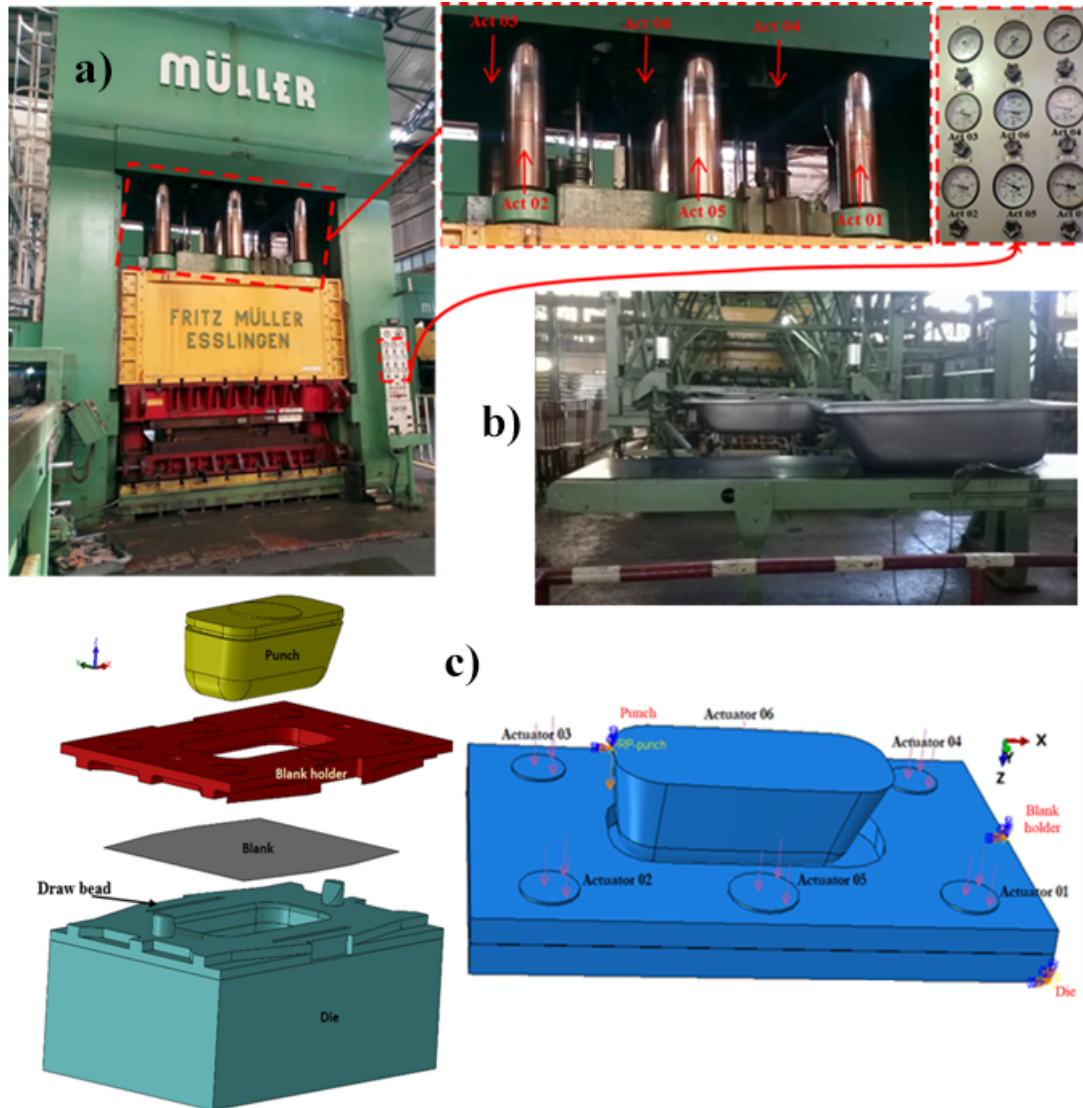 a)
MÜLLER
FRITZ MÜLLER
ESSLINGEN
Act 03
Act 06
Act 04
Act 02
Act 05
Act 01
Act 03
Act 06
Act 04
Act 02
Act 05
Act 0
b)
c)
Punch
Blank holder
Blank
Draw bead
Die
Punch
RP-punch
Actuator 03
Actuator 06
Actuator 04
X
Y
Z
Blank
holder
Actuator 02
Actuator 05
Actuator 01
Die